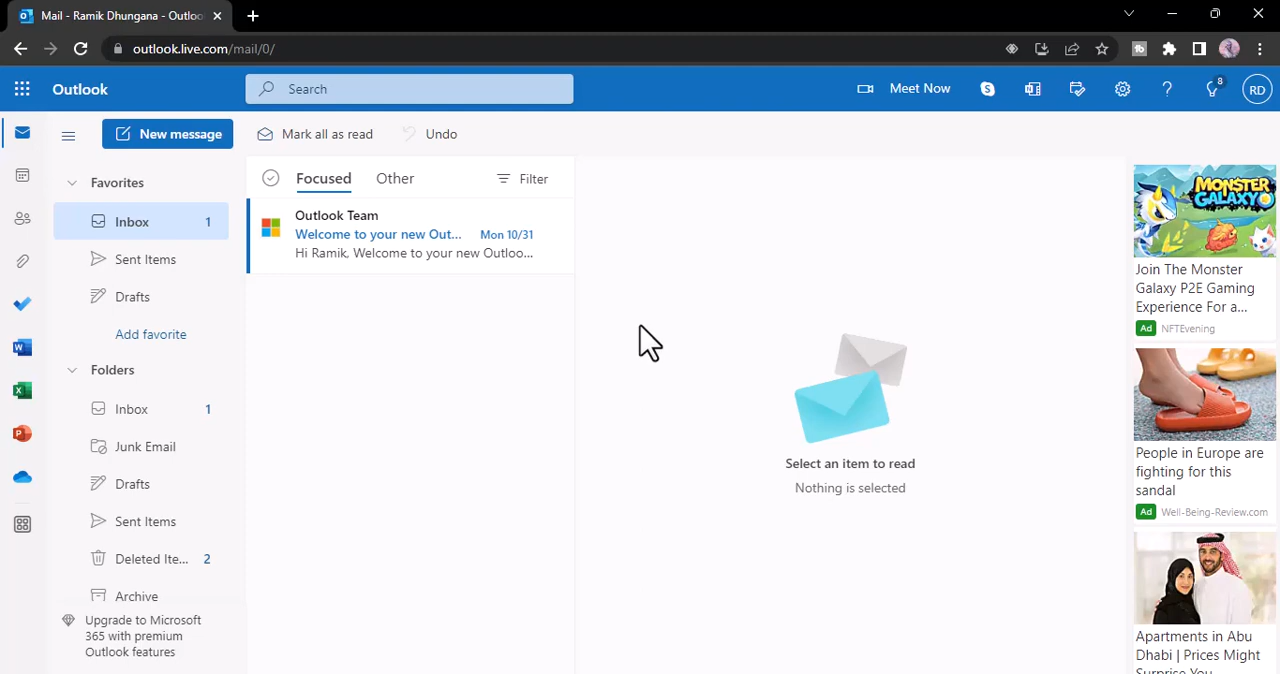 Mail - Ramik Dhungana - Outloo
outlook.live.com/mail/0/
Outlook
Search
Meet Now
8
RD
New message
Mark all as read
Undo
Favorites
Inbox 1
Sent Items
Drafts
Add favorite
Folders
Inbox 1
Junk Email
Drafts
Sent Items
Deleted Ite... 2
Archive
Upgrade to Microsoft
365 with premium
Outlook features
Focused Other Filter
Outlook Team
Welcome to your new Out... Mon 10/31
Hi Ramik, Welcome to your new Outloo...
Select an item to read
Nothing is selected
MONSTER
GALAXY
Join The Monster
Galaxy P2E Gaming
Experience For a...
Ad NFTEvening
People in Europe are
fighting for this
sandal
Ad Well-Being-Review.com
Apartments in Abu
Dhabi | Prices Might
Surprise You